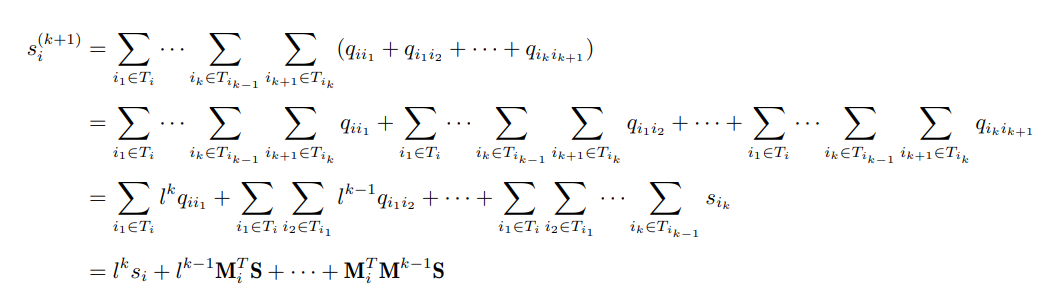 s_i^{(k+1)} = \sum_{i_1 \in T_i} \cdots \sum_{i_k \in T_{i_{k-1}}} \sum_{i_{k+1} \in T_{i_k}} (q_{ii_1} + q_{i_1 i_2} + \cdots + q_{i_k i_{k+1}})
= \sum_{i_1 \in T_i} \cdots \sum_{i_k \in T_{i_{k-1}}} \sum_{i_{k+1} \in T_{i_k}} q_{ii_1} + \sum_{i_1 \in T_i} \cdots \sum_{i_k \in T_{i_{k-1}}} \sum_{i_{k+1} \in T_{i_k}} q_{i_1 i_2} + \cdots + \sum_{i_1 \in T_i} \cdots \sum_{i_k \in T_{i_{k-1}}} \sum_{i_{k+1} \in T_{i_k}} q_{i_k i_{k+1}}
= \sum_{i_1 \in T_i} l^k q_{ii_1} + \sum_{i_1 \in T_i} \sum_{i_2 \in T_{i_1}} l^{k-1} q_{i_1 i_2} + \cdots + \sum_{i_1 \in T_i} \sum_{i_2 \in T_{i_1}} \cdots \sum_{i_k \in T_{i_{k-1}}} s_{i_k}
= l^k s_i + l^{k-1} \mathbf{M}_i^T \mathbf{S} + \cdots + \mathbf{M}_i^T \mathbf{M}^{k-1} \mathbf{S}